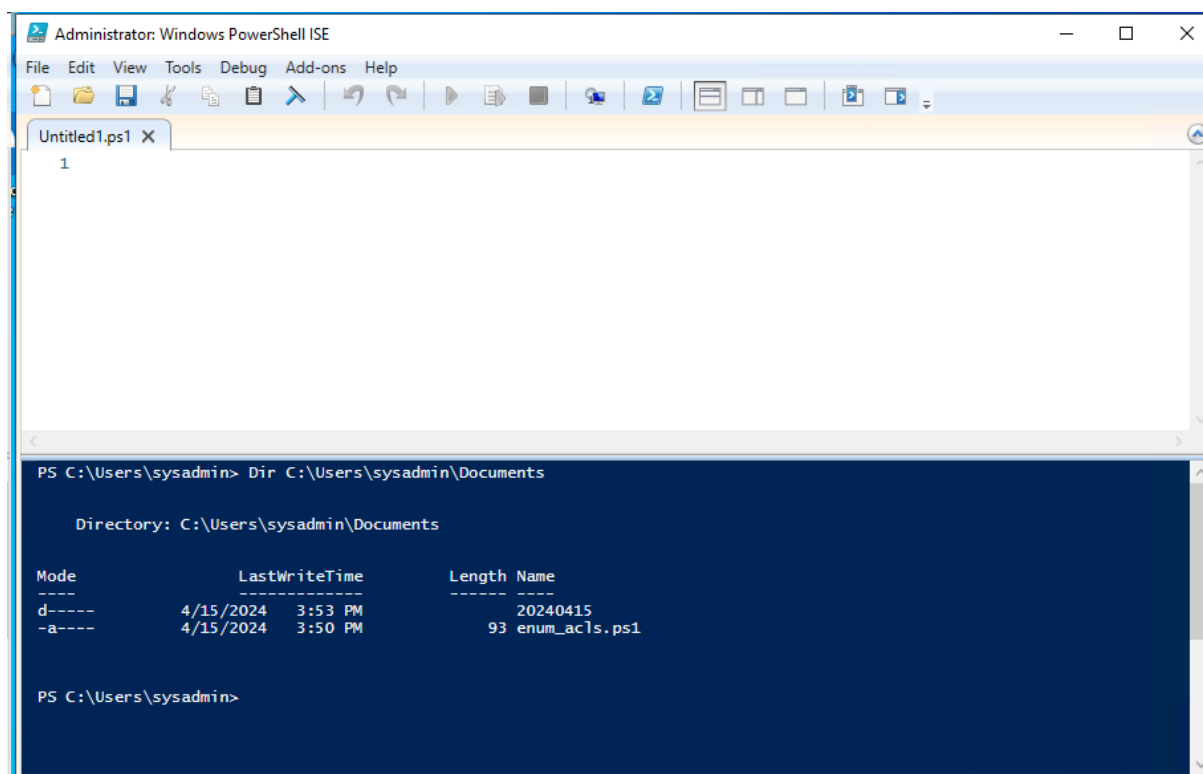 Administrator: Windows PowerShell ISE
File Edit View Tools Debug Add-ons Help
Untitled1.ps1
1
PS C:\Users\sysadmin> Dir C:\Users\sysadmin\Documents
Directory: C:\Users\sysadmin\Documents
Mode LastWriteTime Length Name
---- ------------- ------ ----
d----- 4/15/2024 3:53 PM 20240415
-a---- 4/15/2024 3:50 PM 93 enum_acls.ps1
PS C:\Users\sysadmin>